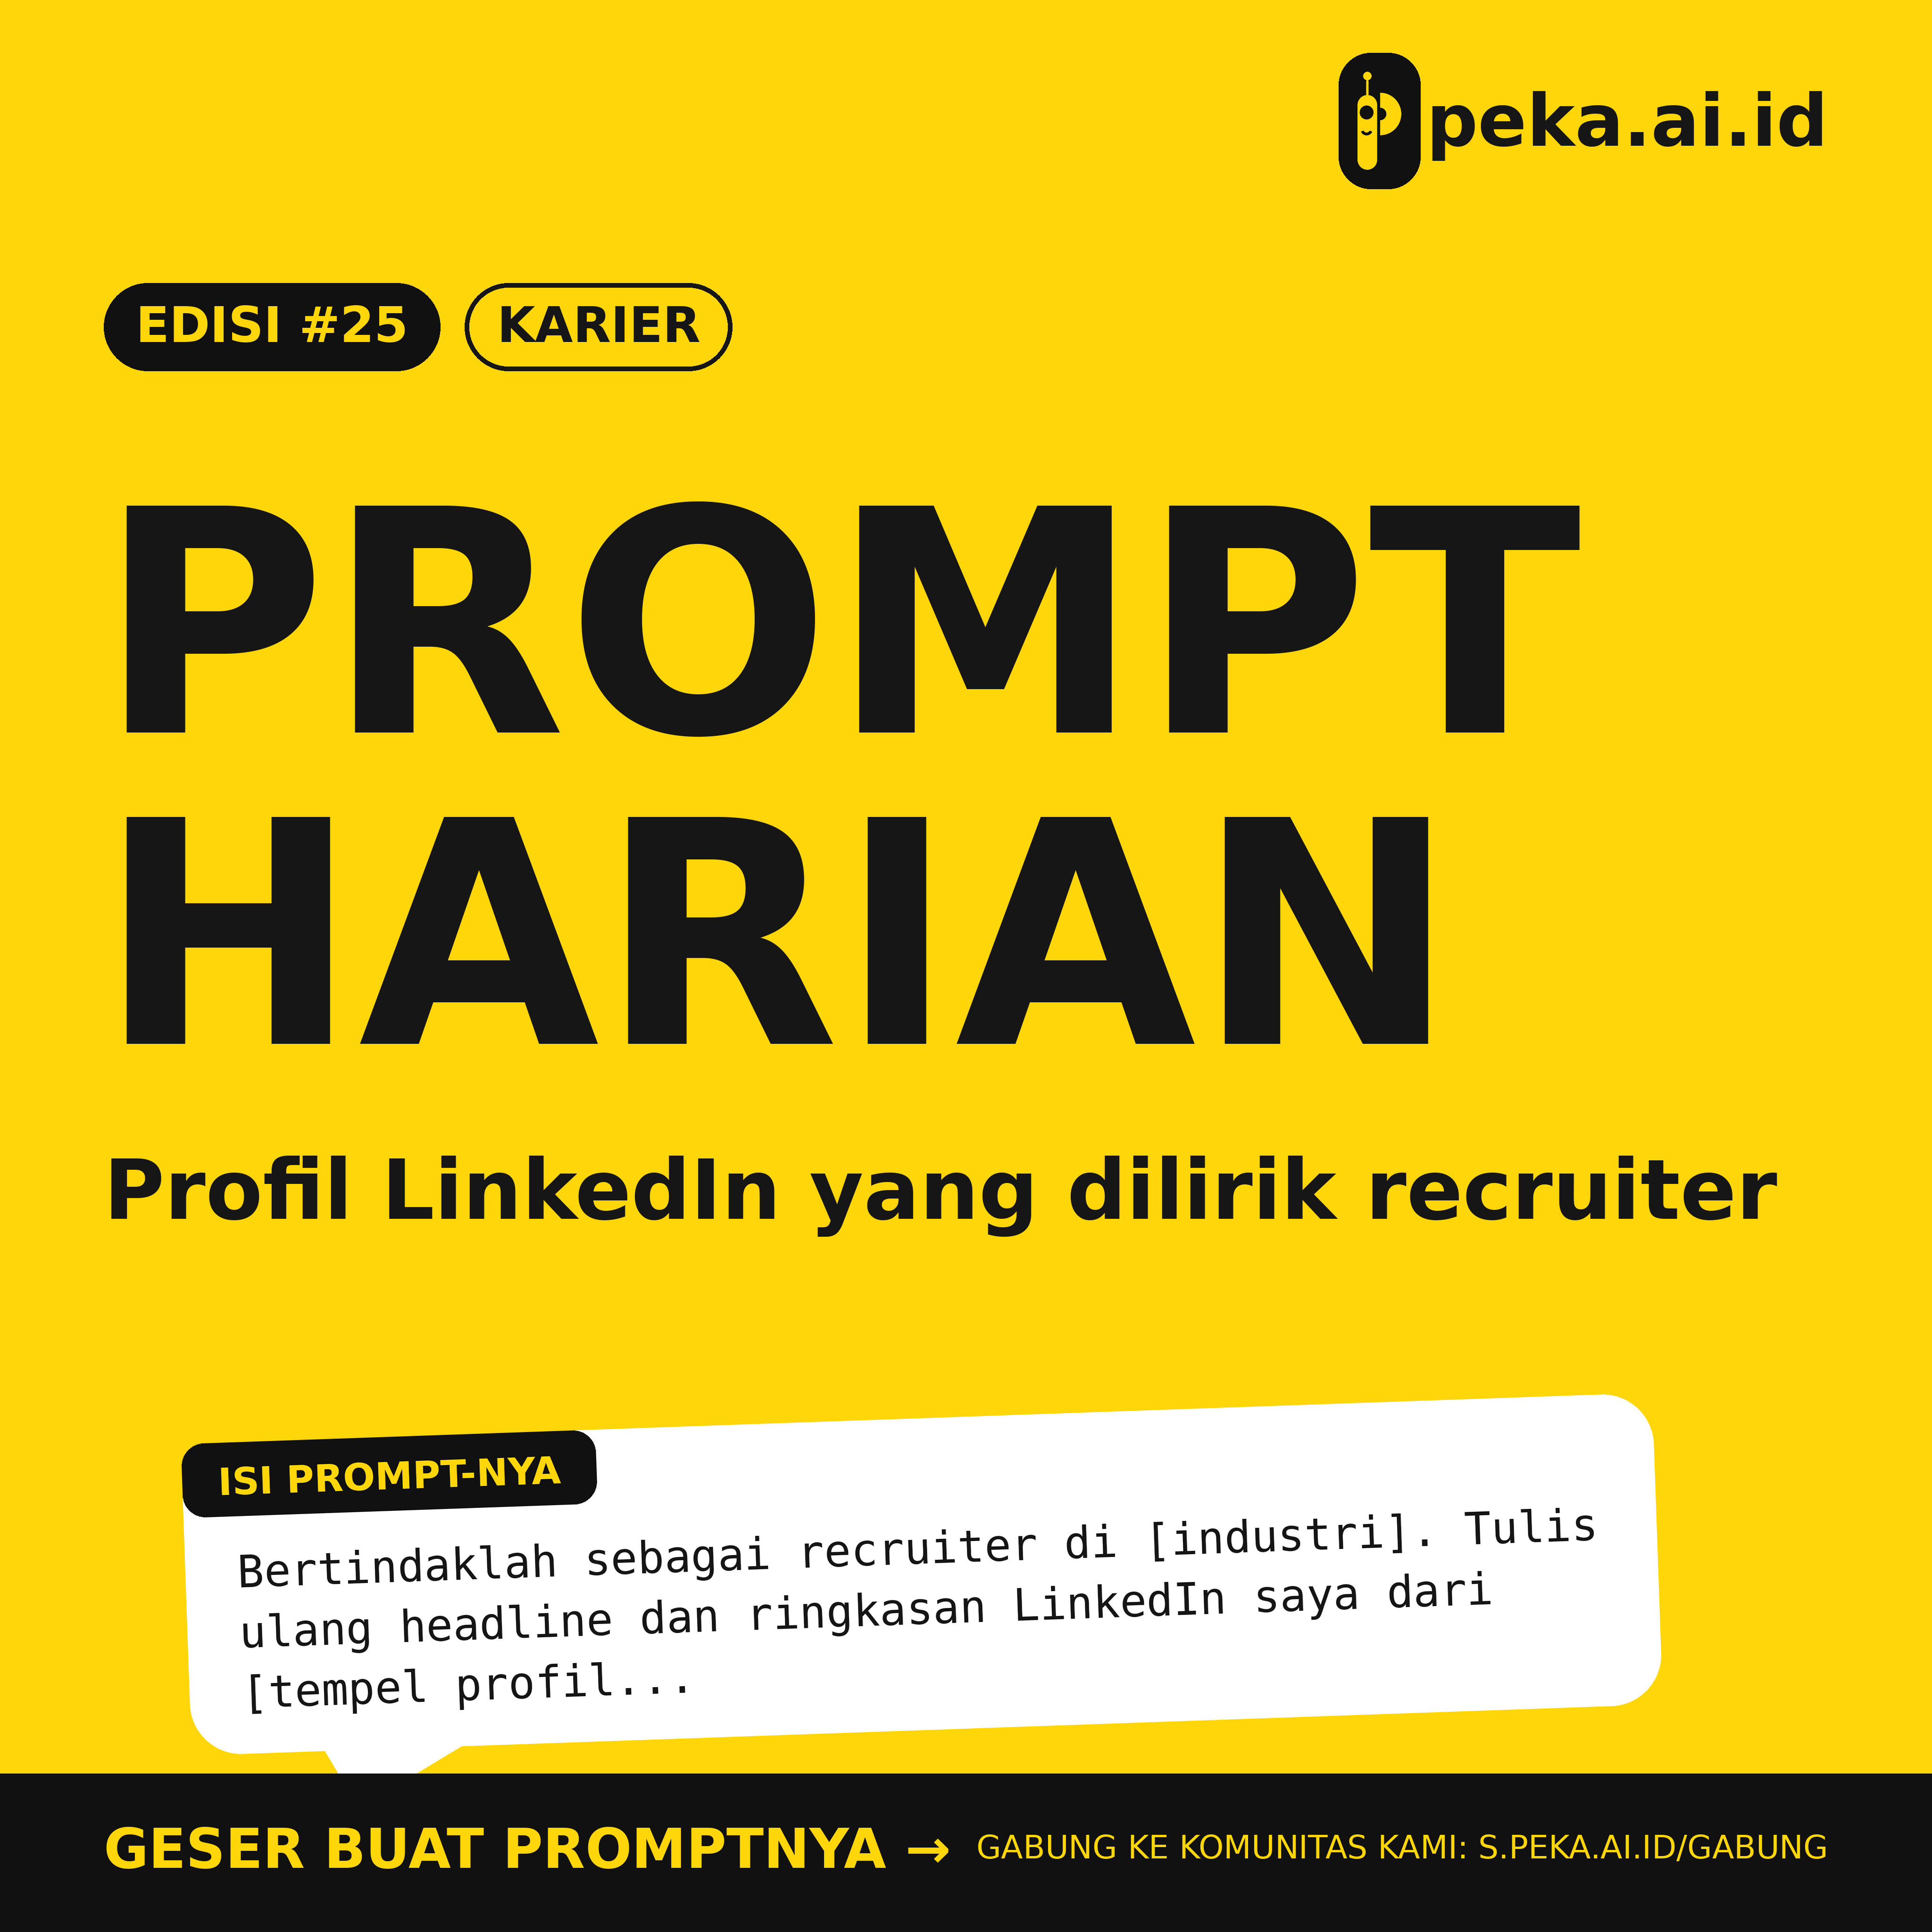 peka.ai.id
EDISI #25
KARIER
PROMPT
HARIAN
Profil LinkedIn yang dilirik recruiter
ISI PROMPT-NYA
Bertindaklah sebagai recruiter di [industri]. Tulis
ulang headline dan ringkasan LinkedIn saya dari
[tempel profil...
GESER BUAT PROMPTNYA →
GABUNG KE KOMUNITAS KAMI: S.PEKA.AI.ID/GABUNG